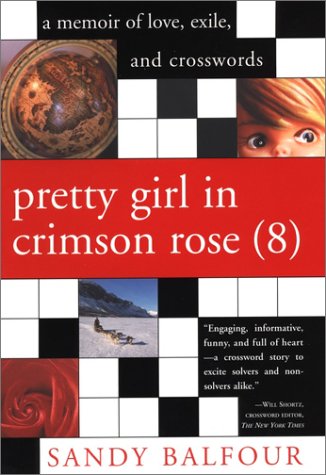 a memoir of love, exile,
and crosswords
pretty girl in
crimson rose (8)
"Engaging, informative,
funny, and full of heart
—a crossword story to
excite solvers and non-
solvers alike."
—Will Shortz,
crossword editor,
The New York Times
SANDY BALFOUR